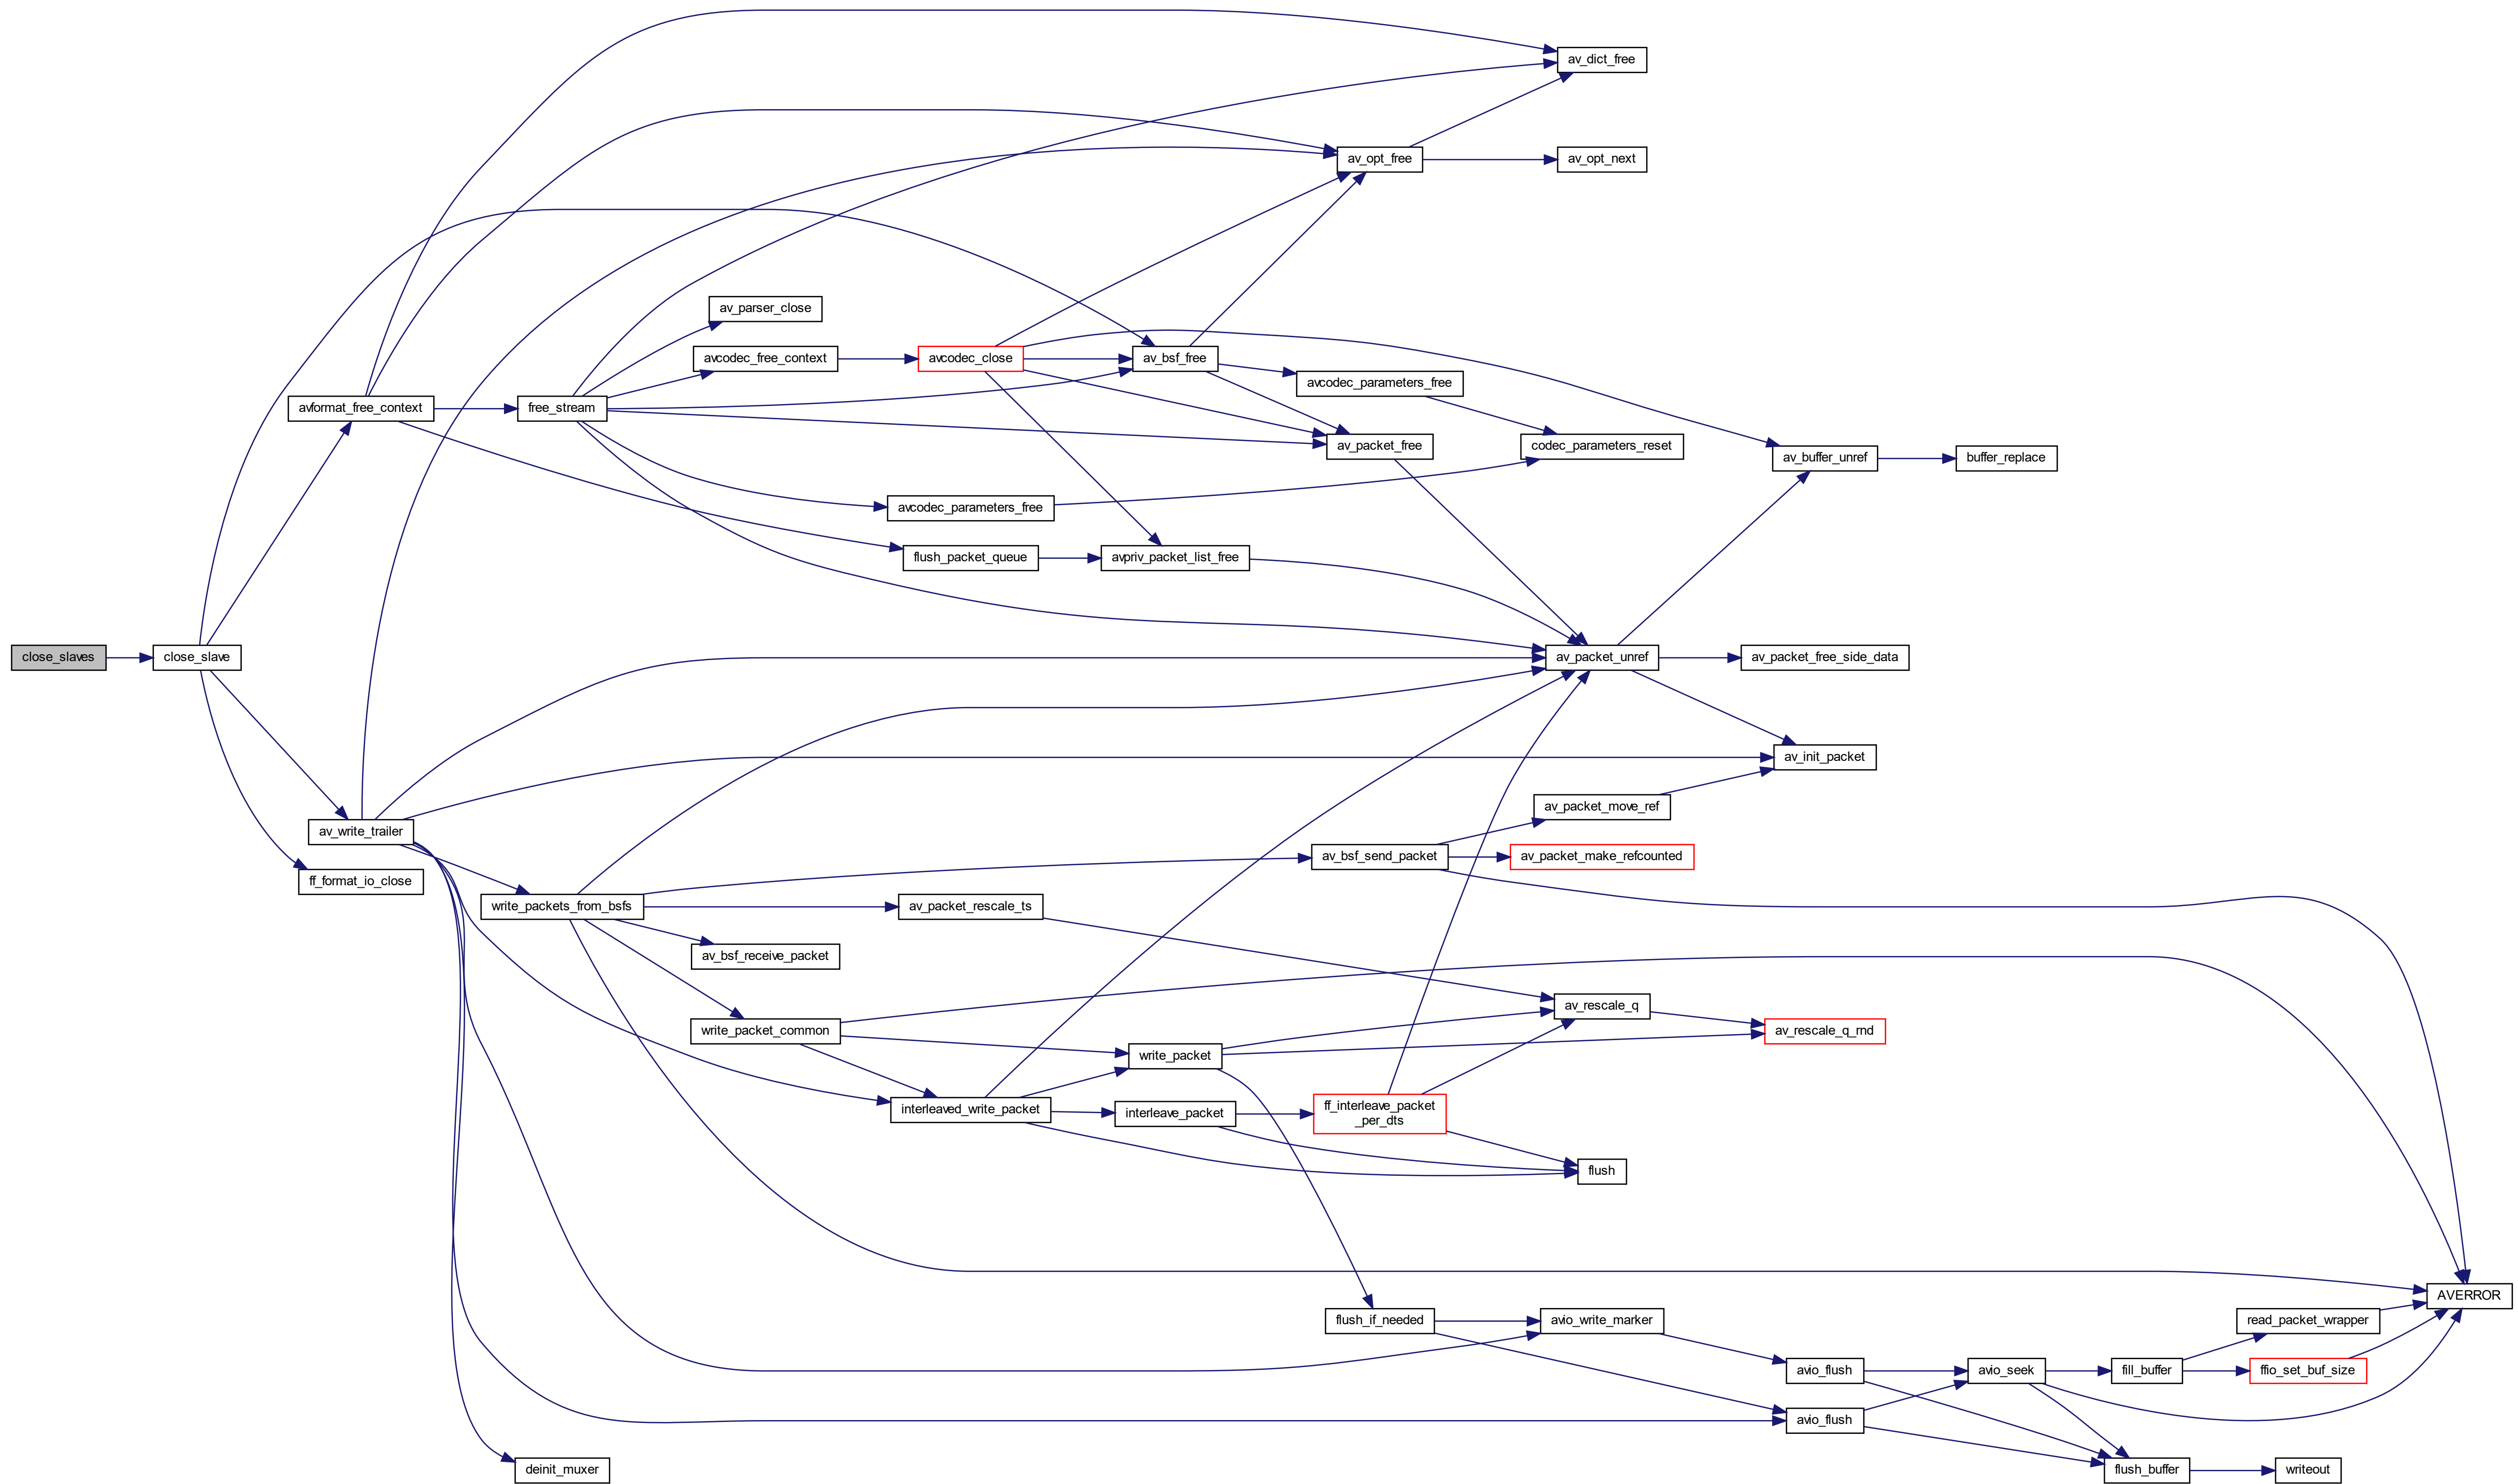 av_dict_free
av_opt_free
av_opt_next
av_parser_close
avcodec_free_context
avcodec_close
av_bsf_free
avcodec_parameters_free
avformat_free_context
free_stream
av_packet_free
codec_parameters_reset
av_buffer_unref
buffer_replace
avcodec_parameters_free
flush_packet_queue
avpriv_packet_list_free
close_slaves
close_slave
av_packet_unref
av_packet_free_side_data
av_init_packet
av_packet_move_ref
av_write_trailer
av_bsf_send_packet
av_packet_make_refcounted
ff_format_io_close
write_packets_from_bsfs
av_packet_rescale_ts
av_bsf_receive_packet
av_rescale_q
write_packet_common
av_rescale_q_rnd
write_packet
interleaved_write_packet
interleave_packet
ff_interleave_packet
_per_dts
flush
AVERROR
flush_if_needed
avio_write_marker
read_packet_wrapper
avio_flush
avio_seek
fill_buffer
ffio_set_buf_size
avio_flush
deinit_muxer
flush_buffer
writeout